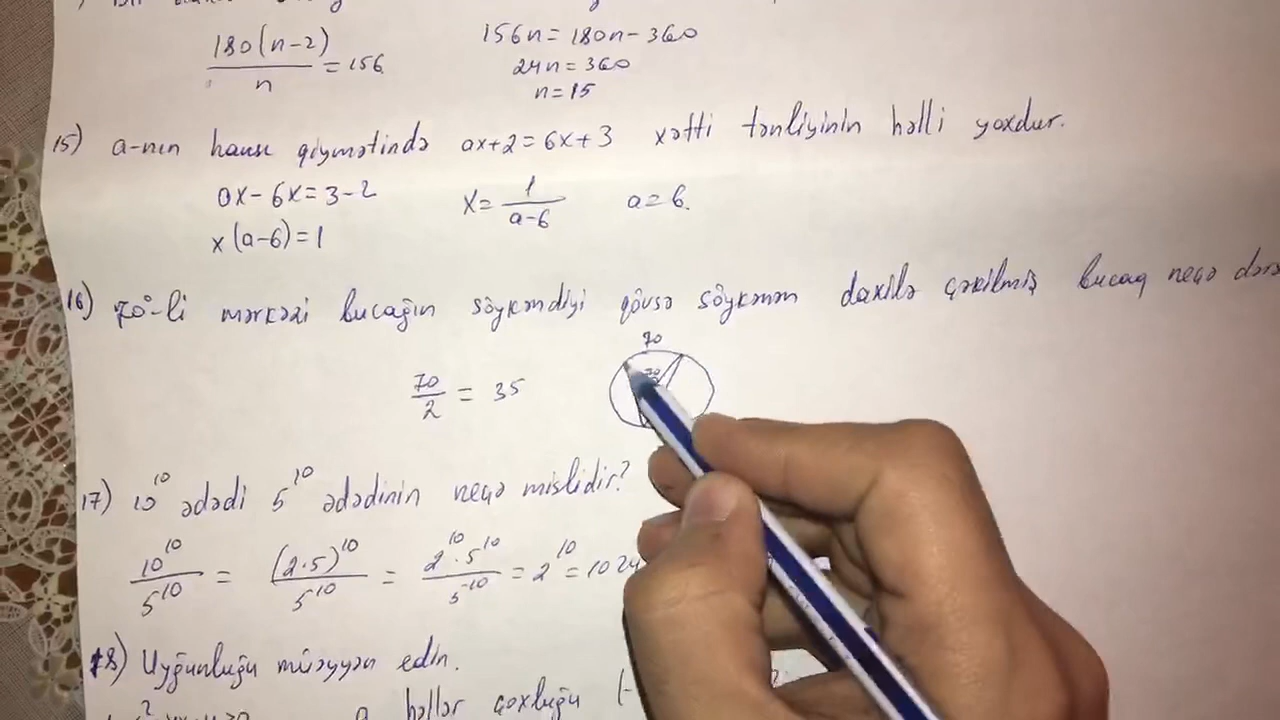 180(n-2)/n = 156 156n = 180n - 360
24n = 360
n = 15
15) a-nın hansı qiymətində ax+2 = 6x+3 xətti tənliyinin həlli yoxdur.
ax - 6x = 3 - 2 x = 1/(a-6) a = 6.
x(a-6) = 1
16) 70°-li mərkəzi bucağın söykəndiyi qövsə söykənən daxilə çəkilmiş bucaq neçə
70
70
70/2 = 35
17) 10^10 ədədi 5^10 ədədinin neçə mislidir?
10^10/5^10 = (2·5)^10/5^10 = 2^10·5^10/5^10 = 2^10 = 1024
18) Uyğunluğu müəyyən edin.
həllər çoxluğu (-